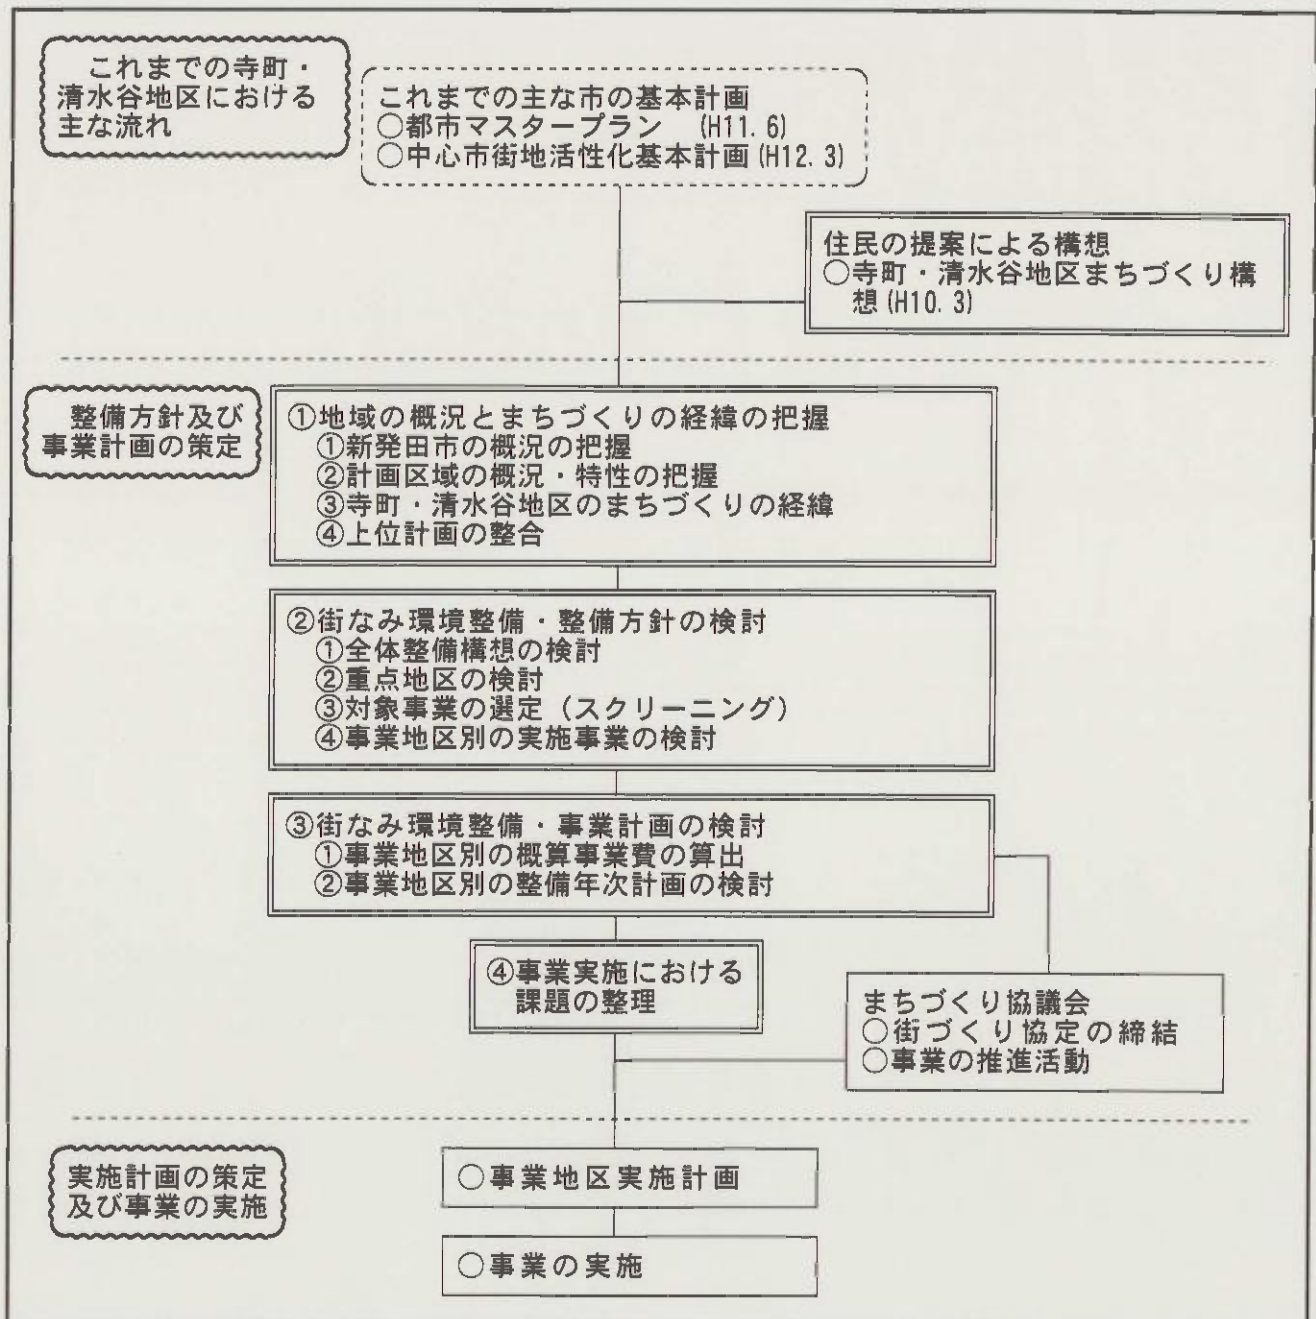 これまでの寺町・
清水谷地区における
主な流れ
これまでの主な市の基本計画
○都市マスタープラン (H11.6)
○中心市街地活性化基本計画(H12.3)
住民の提案による構想
○寺町・清水谷地区まちづくり構
想(H10.3)
整備方針及び
事業計画の策定
①地域の概況とまちづくりの経緯の把握
①新発田市の概況の把握
②計画区域の概況・特性の把握
③寺町・清水谷地区のまちづくりの経緯
④上位計画の整合
②街なみ環境整備・整備方針の検討
①全体整備構想の検討
②重点地区の検討
③対象事業の選定（スクリーニング）
④事業地区別の実施事業の検討
③街なみ環境整備・事業計画の検討
①事業地区別の概算事業費の算出
②事業地区別の整備年次計画の検討
④事業実施における
課題の整理
まちづくり協議会
○街づくり協定の締結
○事業の推進活動
実施計画の策定
及び事業の実施
○事業地区実施計画
○事業の実施